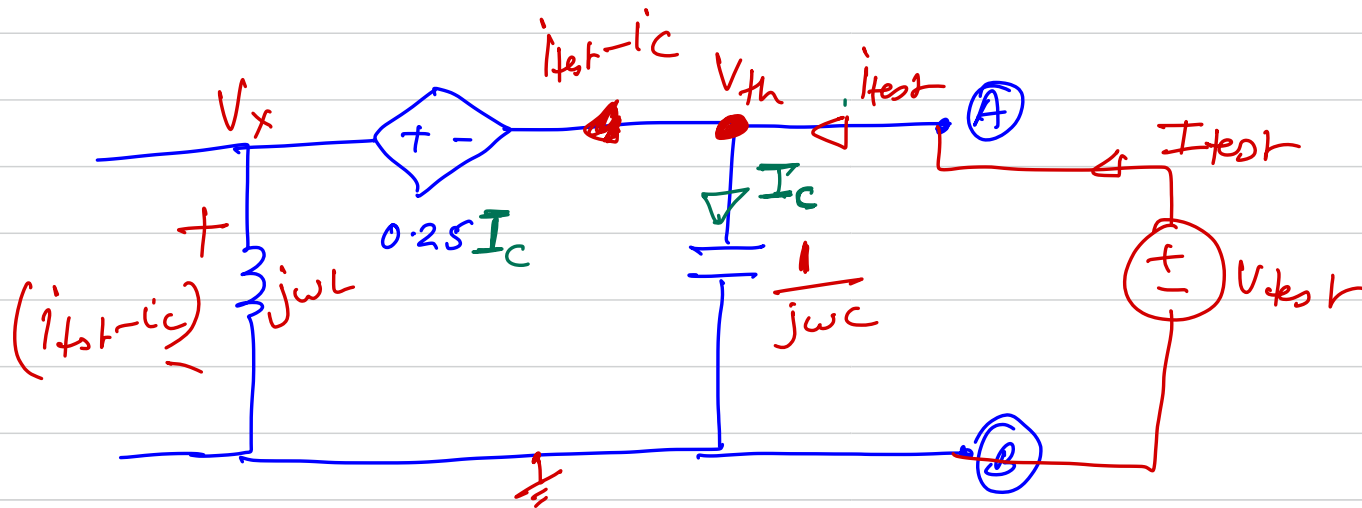 itest-ic
Vth
itest
A
Vx
+ -
Itest
Ic
+
0.25Ic
1
jωc
+
-
Vtest
(itest-ic)
jωL
B